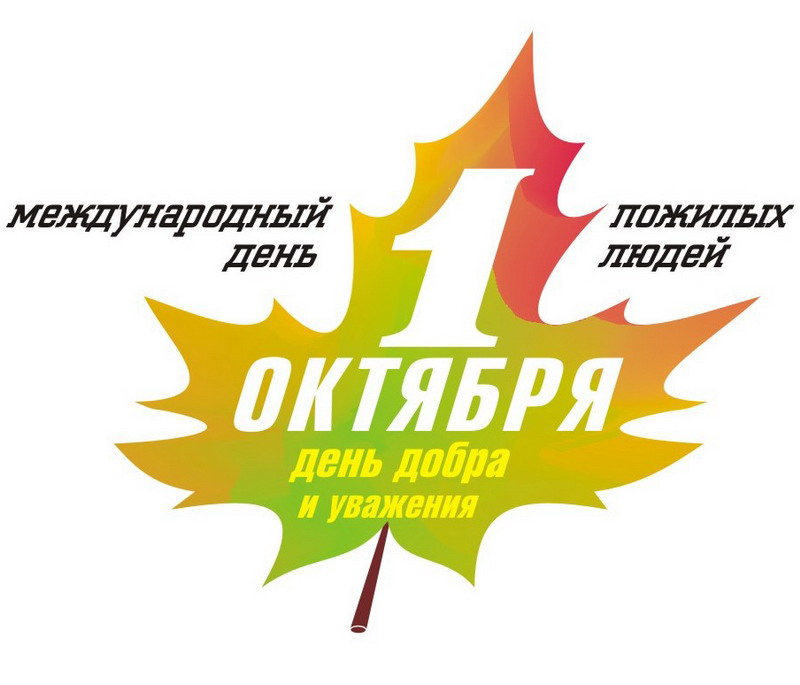 международный
день
пожилых
людей
1
ОКТЯБРЯ
день добра
и уважения